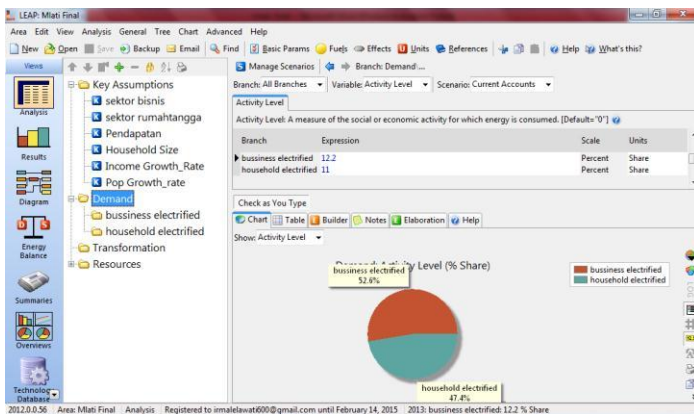 LEAP: Mlati Final
Area Edit View Analysis General Tree Chart Advanced Help
New Open Save Backup Email Find Basic Params Fuels Effects Units References Help What's this?
Views
Analysis
Results
Diagram
Energy
Balance
Summaries
Overviews
Technology
Database
Key Assumptions
sektor bisnis
sektor rumahtangga
Pendapatan
Household Size
Income Growth_Rate
Pop Growth_rate
Demand
bussiness electrified
household electrified
Transformation
Resources
Manage Scenarios Branch: Demand\...
Branch: All Branches Variable: Activity Level Scenario: Current Accounts
Activity Level
Activity Level: A measure of the social or economic activity for which energy is consumed. [Default="0"]
Branch Expression Scale Units
bussiness electrified 12.2 Percent Share
household electrified 11 Percent Share
Check as You Type
Chart Table Builder Notes Elaboration Help
Show: Activity Level
Demand: Activity Level (% Share)
bussiness electrified
52.6%
bussiness electrified
household electrified
household electrified
47.4%
2012.0.0.56 Area: Mlati Final Analysis Registered to irmalelawati600@gmail.com until February 14, 2015 2013: bussiness electrified: 12.2 % Share